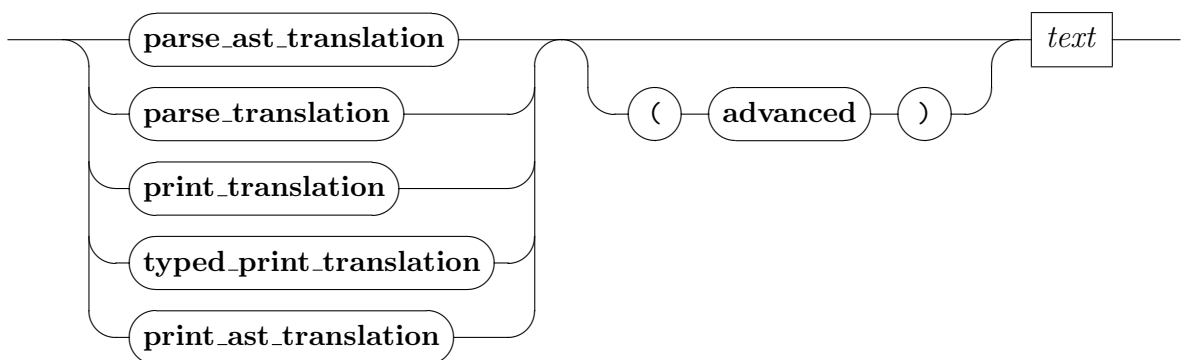 parse_ast_translation text
parse_translation ( advanced )
print_translation
typed_print_translation
print_ast_translation